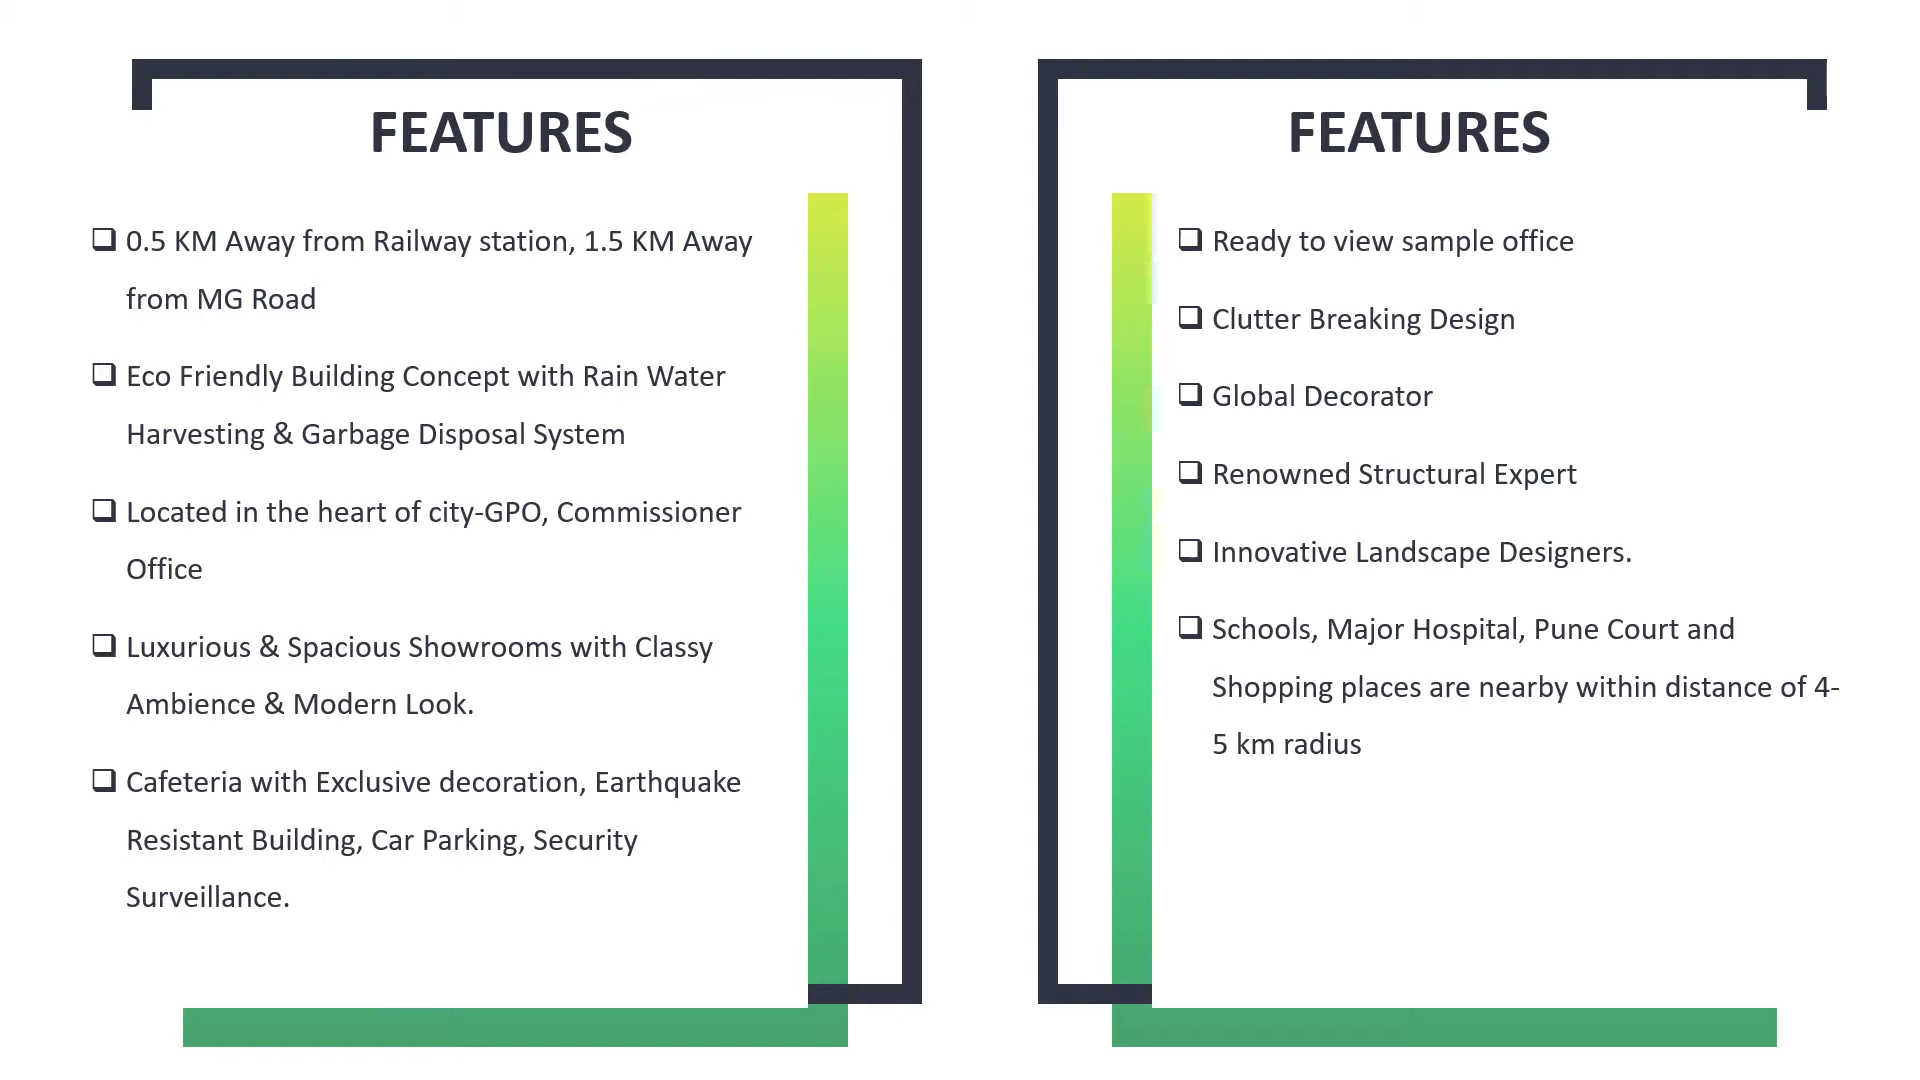 FEATURES
❑ 0.5 KM Away from Railway station, 1.5 KM Away
from MG Road
❑ Eco Friendly Building Concept with Rain Water
Harvesting & Garbage Disposal System
❑ Located in the heart of city-GPO, Commissioner
Office
❑ Luxurious & Spacious Showrooms with Classy
Ambience & Modern Look.
❑ Cafeteria with Exclusive decoration, Earthquake
Resistant Building, Car Parking, Security
Surveillance.
FEATURES
❑ Ready to view sample office
❑ Clutter Breaking Design
❑ Global Decorator
❑ Renowned Structural Expert
❑ Innovative Landscape Designers.
❑ Schools, Major Hospital, Pune Court and
Shopping places are nearby within distance of 4-
5 km radius